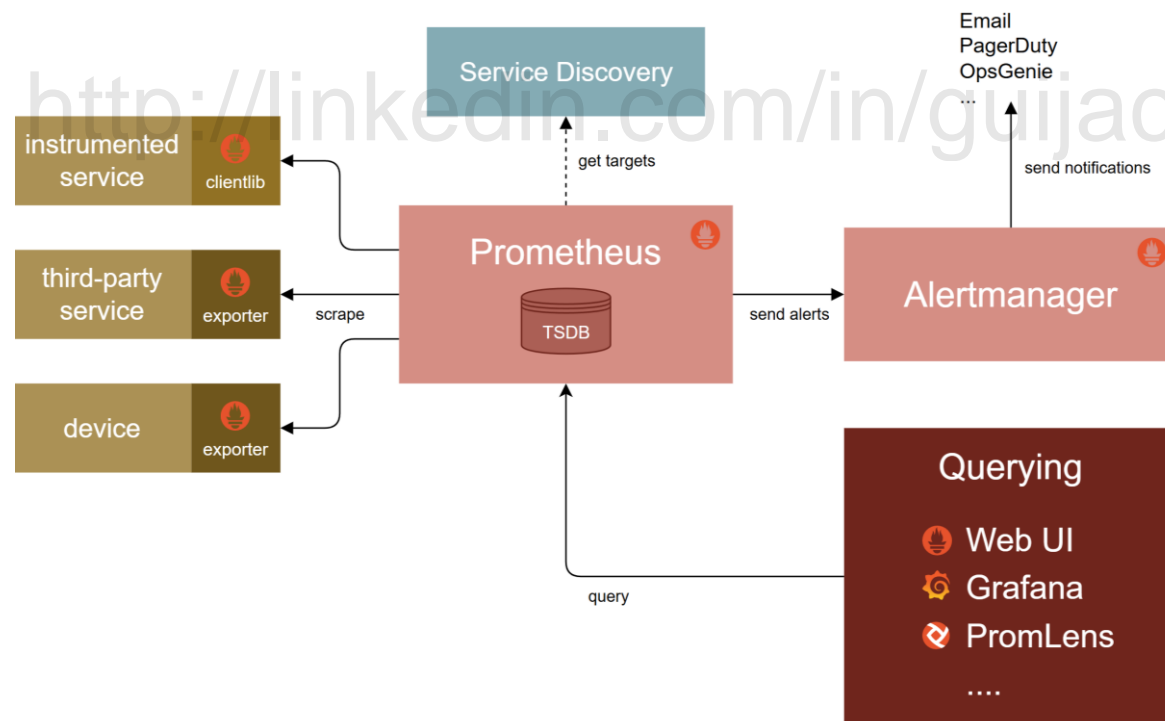 Email
PagerDuty
OpsGenie
...
Service Discovery
http://linkedin.com/in/guijac
instrumented
service
clientlib
get targets
send notifications
Prometheus
TSDB
third-party
service
exporter
scrape
send alerts
Alertmanager
device
exporter
query
Querying
Web UI
Grafana
PromLens
....